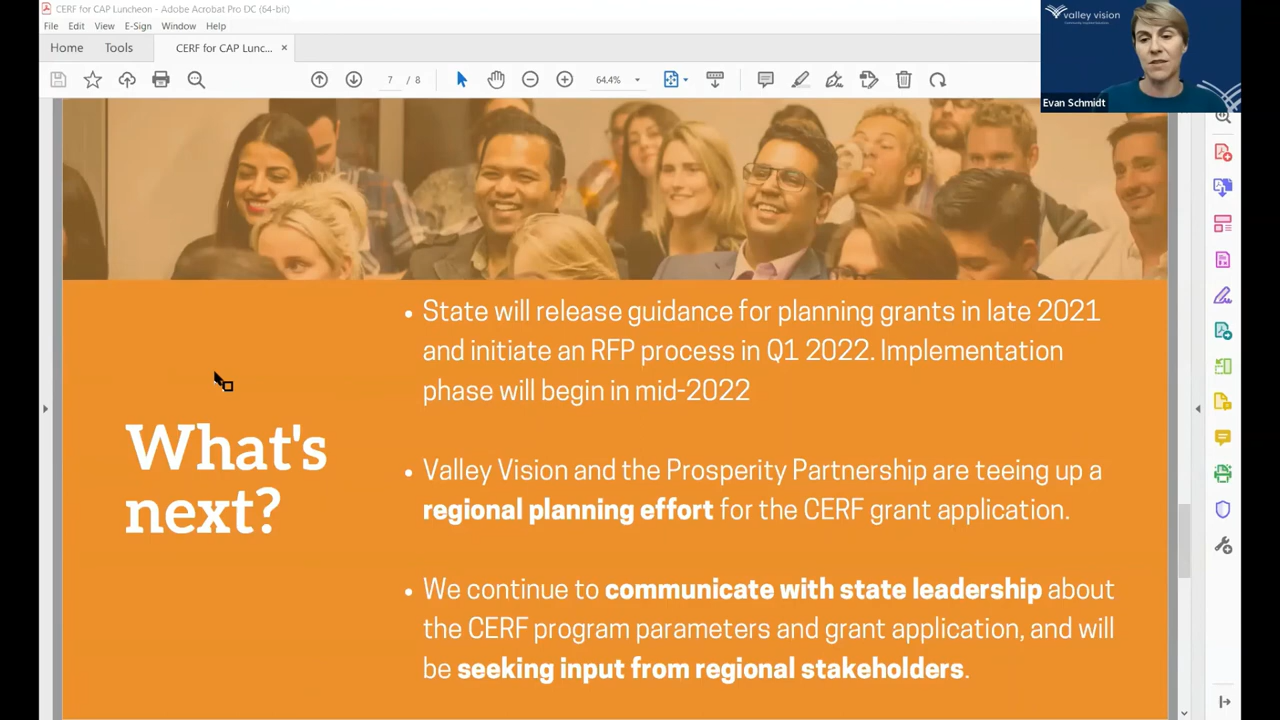 CERF for CAP Luncheon - Adobe Acrobat Pro DC (64-bit)
File Edit View E-Sign Window Help
Home Tools CERF for CAP Lunc... ×
7 / 8 64.4%
valley vision
Evan Schmidt
What's
next?
• State will release guidance for planning grants in late 2021
and initiate an RFP process in Q1 2022. Implementation
phase will begin in mid-2022
• Valley Vision and the Prosperity Partnership are teeing up a
regional planning effort for the CERF grant application.
• We continue to communicate with state leadership about
the CERF program parameters and grant application, and will
be seeking input from regional stakeholders.